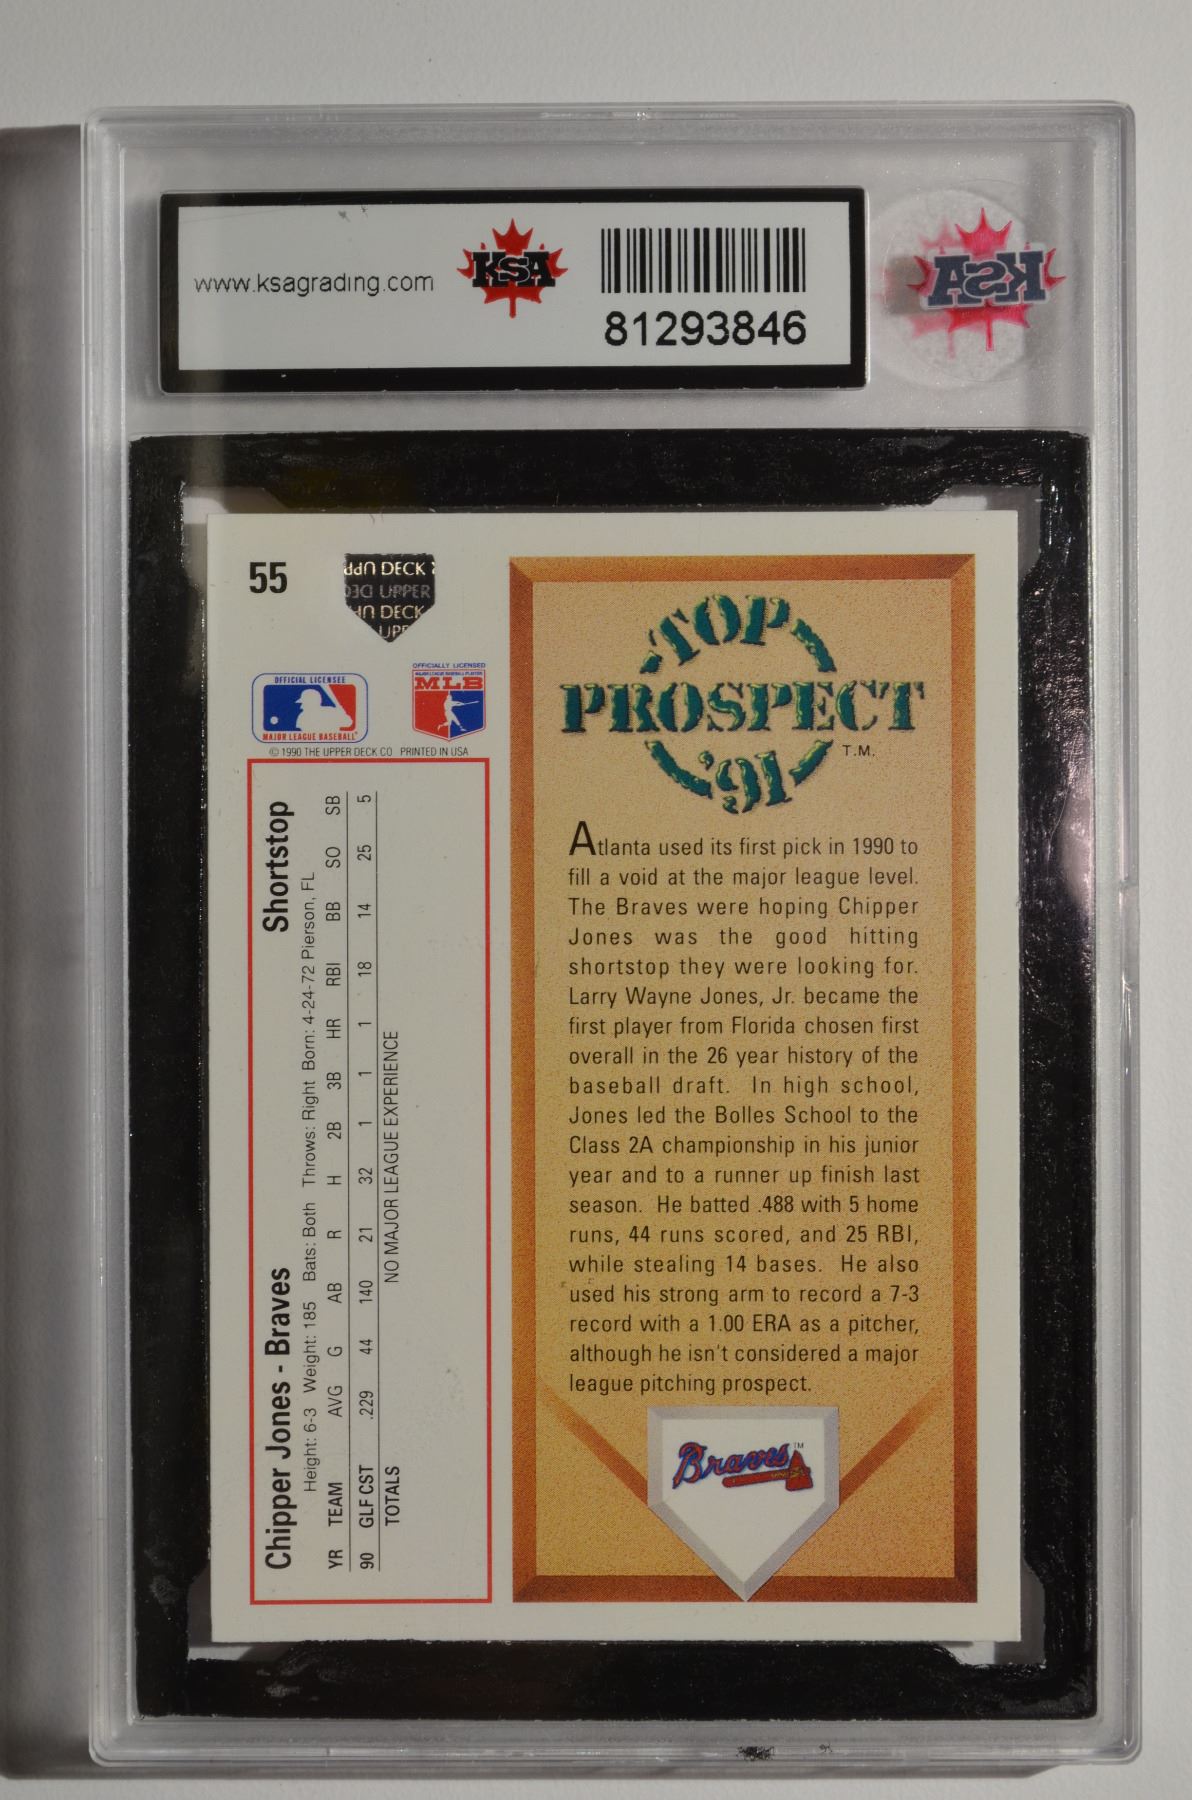 www.ksagrading.com
KSA
81293846
KSA
55
UPPER DECK
OFFICIAL LICENSEE
MAJOR LEAGUE BASEBALL
OFFICIALLY LICENSED
MAJOR LEAGUE BASEBALL PLAYERS
MLB
© 1990 THE UPPER DECK CO PRINTED IN USA
Chipper Jones - Braves Shortstop
Height: 6-3 Weight: 185 Bats: Both Throws: Right Born: 4-24-72 Pierson, FL
YR TEAM AVG G AB R H 2B 3B HR RBI BB SO SB
90 GLF CST .229 44 140 21 32 1 1 1 18 14 25 5
TOTALS NO MAJOR LEAGUE EXPERIENCE
TOP
PROSPECT
'91
T.M.
Atlanta used its first pick in 1990 to
fill a void at the major league level.
The Braves were hoping Chipper
Jones was the good hitting
shortstop they were looking for.
Larry Wayne Jones, Jr. became the
first player from Florida chosen first
overall in the 26 year history of the
baseball draft. In high school,
Jones led the Bolles School to the
Class 2A championship in his junior
year and to a runner up finish last
season. He batted .488 with 5 home
runs, 44 runs scored, and 25 RBI,
while stealing 14 bases. He also
used his strong arm to record a 7-3
record with a 1.00 ERA as a pitcher,
although he isn't considered a major
league pitching prospect.
Braves TM